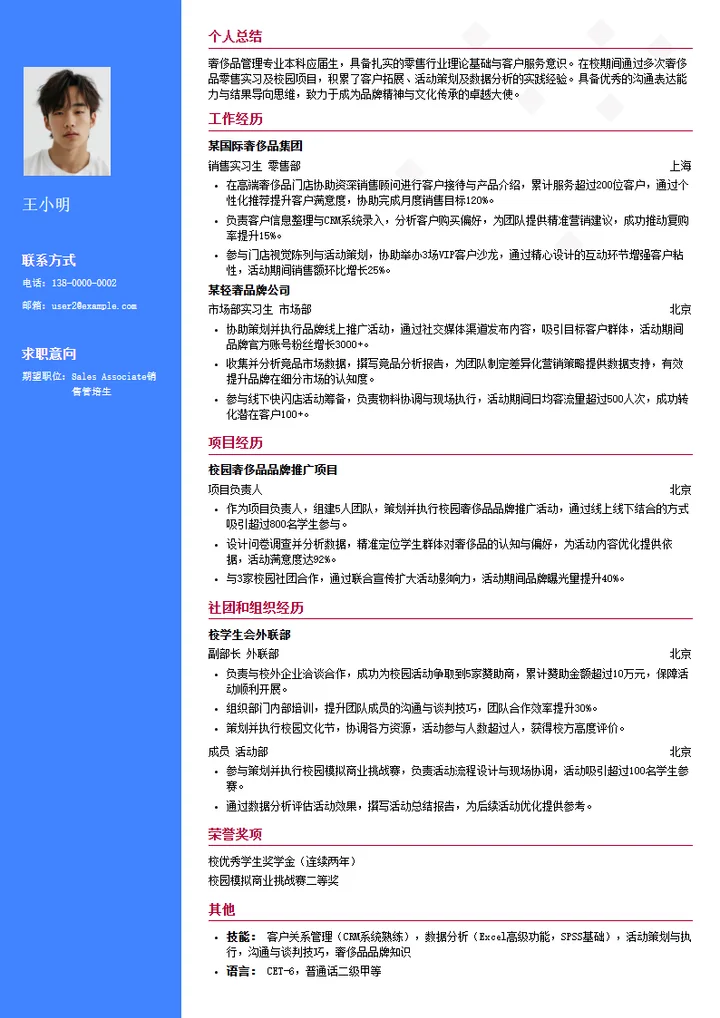 王小明
联系方式
电话：138-0000-0002
邮箱：user2@example.com
求职意向
期望职位：Sales Associate销
售管培生
个人总结
奢侈品管理专业本科应届生，具备扎实的零售行业理论基础与客户服务意识。在校期间通过多次奢侈
品零售实习及校园项目，积累了客户拓展、活动策划及数据分析的实践经验。具备优秀的沟通表达能
力与结果导向思维，致力于成为品牌精神与文化传承的卓越大使。
工作经历
某国际奢侈品集团
销售实习生 零售部 上海
• 在高端奢侈品门店协助资深销售顾问进行客户接待与产品介绍，累计服务超过200位客户，通过个
性化推荐提升客户满意度，协助完成月度销售目标120%。
• 负责客户信息整理与CRM系统录入，分析客户购买偏好，为团队提供精准营销建议，成功推动复购
率提升15%。
• 参与门店视觉陈列与活动策划，协助举办3场VIP客户沙龙，通过精心设计的互动环节增强客户粘
性，活动期间销售额环比增长25%。
某轻奢品牌公司
市场部实习生 市场部 北京
• 协助策划并执行品牌线上推广活动，通过社交媒体渠道发布内容，吸引目标客户群体，活动期间
品牌官方账号粉丝增长3000+。
• 收集并分析竞品市场数据，撰写竞品分析报告，为团队制定差异化营销策略提供数据支持，有效
提升品牌在细分市场的认知度。
• 参与线下快闪店活动筹备，负责物料协调与现场执行，活动期间日均客流量超过500人次，成功转
化潜在客户100+。
项目经历
校园奢侈品品牌推广项目
项目负责人 北京
• 作为项目负责人，组建5人团队，策划并执行校园奢侈品品牌推广活动，通过线上线下结合的方式
吸引超过800名学生参与。
• 设计问卷调查并分析数据，精准定位学生群体对奢侈品的认知与偏好，为活动内容优化提供依
据，活动满意度达92%。
• 与3家校园社团合作，通过联合宣传扩大活动影响力，活动期间品牌曝光量提升40%。
社团和组织经历
校学生会外联部
副部长 外联部 北京
• 负责与校外企业洽谈合作，成功为校园活动争取到5家赞助商，累计赞助金额超过10万元，保障活
动顺利开展。
• 组织部门内部培训，提升团队成员的沟通与谈判技巧，团队合作效率提升30%。
• 策划并执行校园文化节，协调各方资源，活动参与人数超过人，获得校方高度评价。
成员 活动部 北京
• 参与策划并执行校园模拟商业挑战赛，负责活动流程设计与现场协调，活动吸引超过100名学生参
赛。
• 通过数据分析评估活动效果，撰写活动总结报告，为后续活动优化提供参考。
荣誉奖项
校优秀学生奖学金（连续两年）
校园模拟商业挑战赛二等奖
其他
• 技能： 客户关系管理（CRM系统熟练），数据分析（Excel高级功能，SPSS基础），活动策划与执
行，沟通与谈判技巧，奢侈品品牌知识
• 语言： CET-6，普通话二级甲等